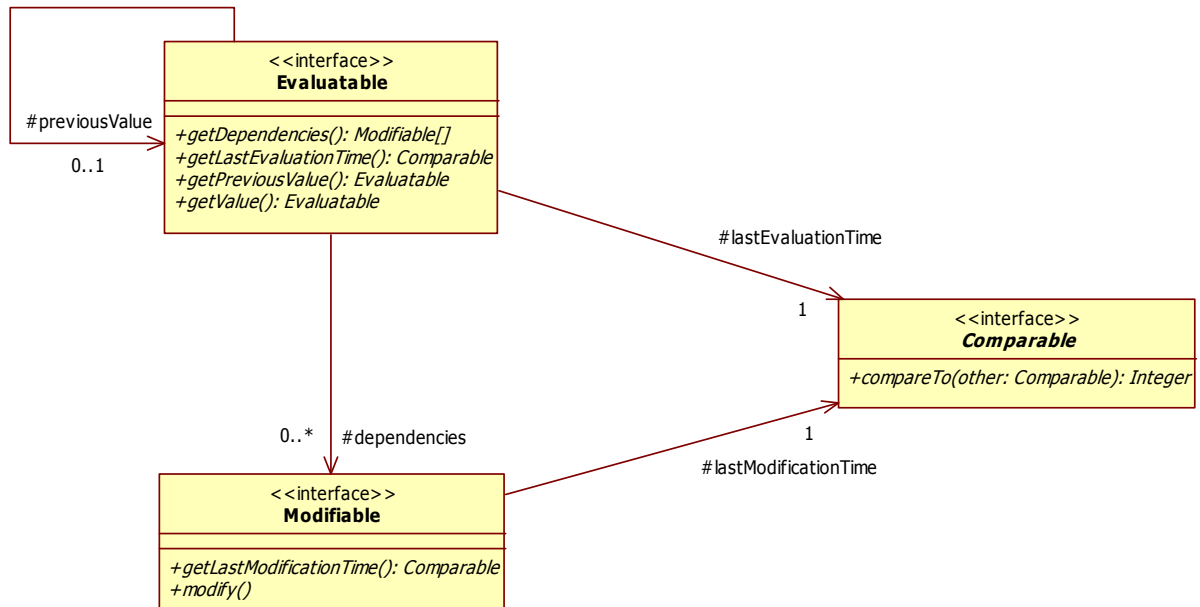 <<interface>>
Evaluatable
#previousValue
0..1
+getDependencies(): Modifiable[]
+getLastEvaluationTime(): Comparable
+getPreviousValue(): Evaluatable
+getValue(): Evaluatable
#lastEvaluationTime
1
<<interface>>
Comparable
+compareTo(other: Comparable): Integer
0..*
#dependencies
1
#lastModificationTime
<<interface>>
Modifiable
+getLastModificationTime(): Comparable
+modify()